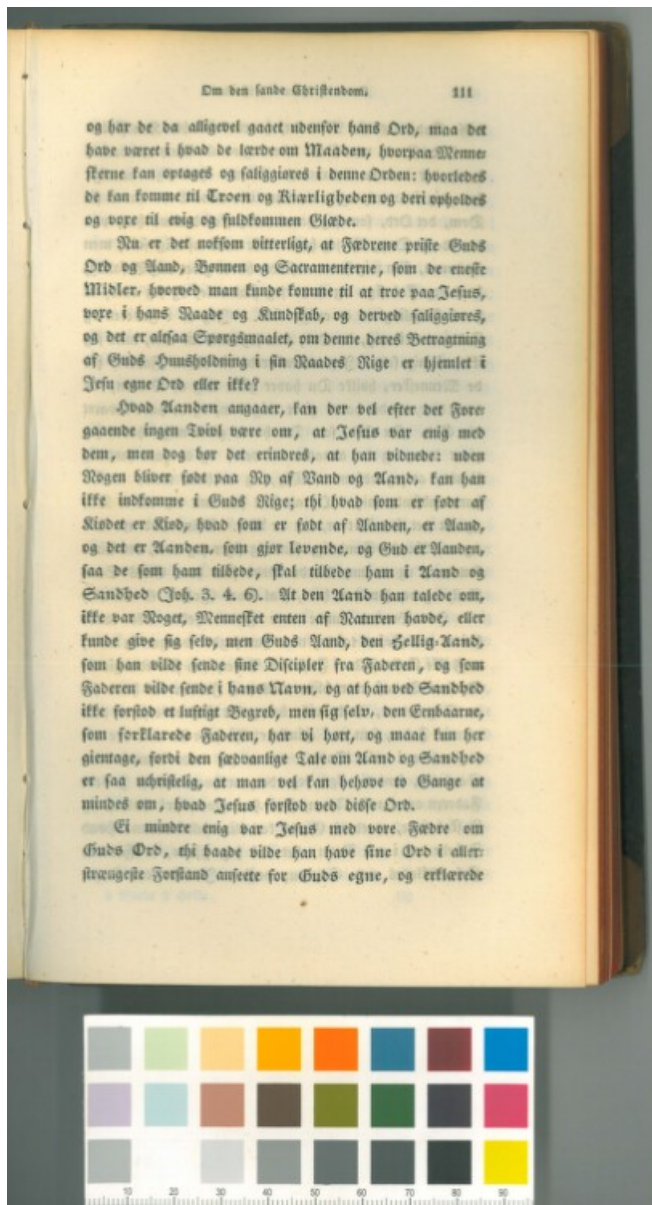 Om den sande Christendom. 111
og har de da alligevel gaaet udenfor hans Ord, maa det
have været i hvad de lærde om Maaden, hvorpaa Menne-
skerne kan optages og saliggiøres i denne Orden: hvorledes
de kan komme til Troen og Kiærligheden og deri opholdes
og voxe til evig og fuldkommen Glæde.
Nu er det noksom vitterligt, at Fædrene priste Guds
Ord og Aand, Bønnen og Sacramenterne, som de eneste
Midler, hvorved man kunde komme til at troe paa Jesus,
voxe i hans Naade og Kundskab, og derved saliggiøres,
og det er altsaa Spørgsmaalet, om denne deres Betragtning
af Guds Huusholdning i sin Naades Rige er hjemlet i
Jesu egne Ord eller ikke?
Hvad Aanden angaaer, kan der vel efter det Fore-
gaaende ingen Tvivl være om, at Jesus var enig med
dem, men dog bør det erindres, at han vidnede: uden
Nogen bliver født paa Ny af Vand og Aand, kan han
ikke indkomme i Guds Rige; thi hvad som er født af
Kiødet er Kiød, hvad som er født af Aanden, er Aand,
og det er Aanden, som gjør levende, og Gud er Aanden,
saa de som ham tilbede, skal tilbede ham i Aand og
Sandhed (Joh. 3. 4. 6). At den Aand han talede om,
ikke var Noget, Mennesket enten af Naturen havde, eller
kunde give sig selv, men Guds Aand, den Hellig-Aand,
som han vilde sende sine Discipler fra Faderen, og som
Faderen vilde sende i hans Navn, og at han ved Sandhed
ikke forstod et luftigt Begreb, men sig selv, den Eenbaarne,
som forklarede Faderen, har vi hørt, og maae kun her
gientage, fordi den sædvanlige Tale om Aand og Sandhed
er saa uchristelig, at man vel kan behøve to Gange at
mindes om, hvad Jesus forstod ved disse Ord.
Ei mindre enig var Jesus med vore Fædre om
Guds Ord, thi baade vilde han have sine Ord i aller-
strængeste Forstand anseete for Guds egne, og erklærede
10 20 30 40 50 60 70 80 90